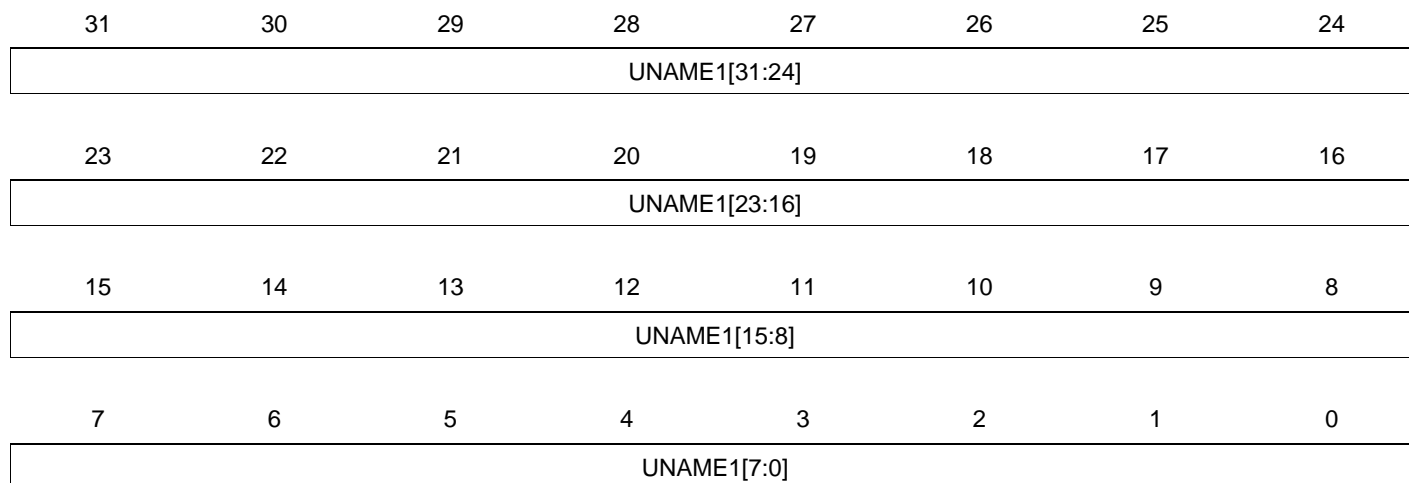 31 30 29 28 27 26 25 24
UNAME1[31:24]
23 22 21 20 19 18 17 16
UNAME1[23:16]
15 14 13 12 11 10 9 8
UNAME1[15:8]
7 6 5 4 3 2 1 0
UNAME1[7:0]